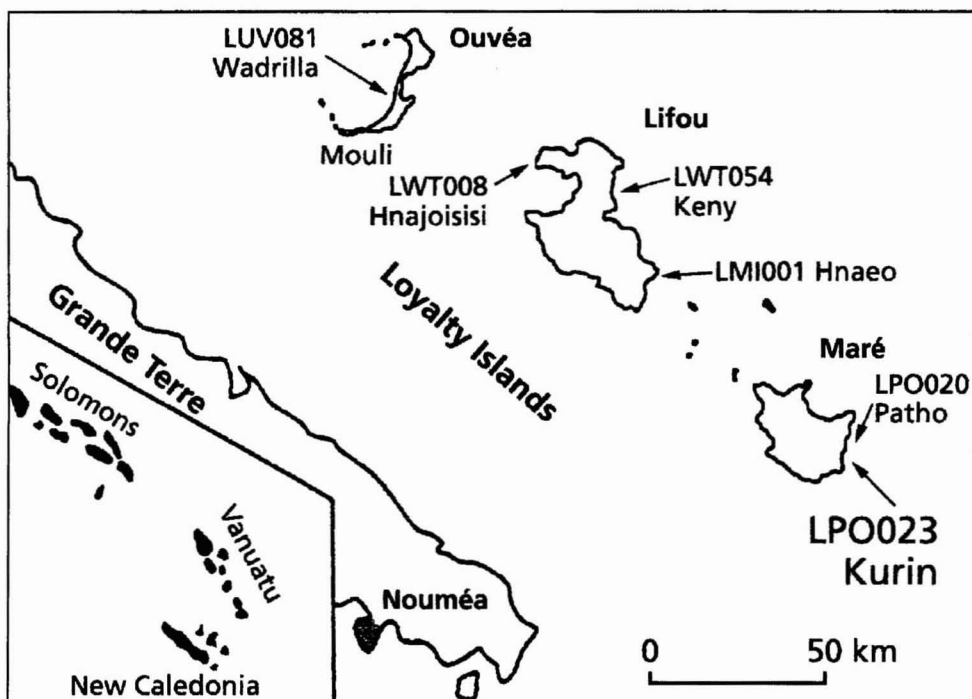 LUV081
Wadrilla
Ouvéa
Mouli
Lifou
LWT008
Hnajoisisi
LWT054
Keny
LMI001 Hnaeo
Loyalty Islands
Grande Terre
Maré
LPO020
Patho
LPO023
Kurin
Solomons
Vanuatu
New Caledonia
Nouméa
0 50 km